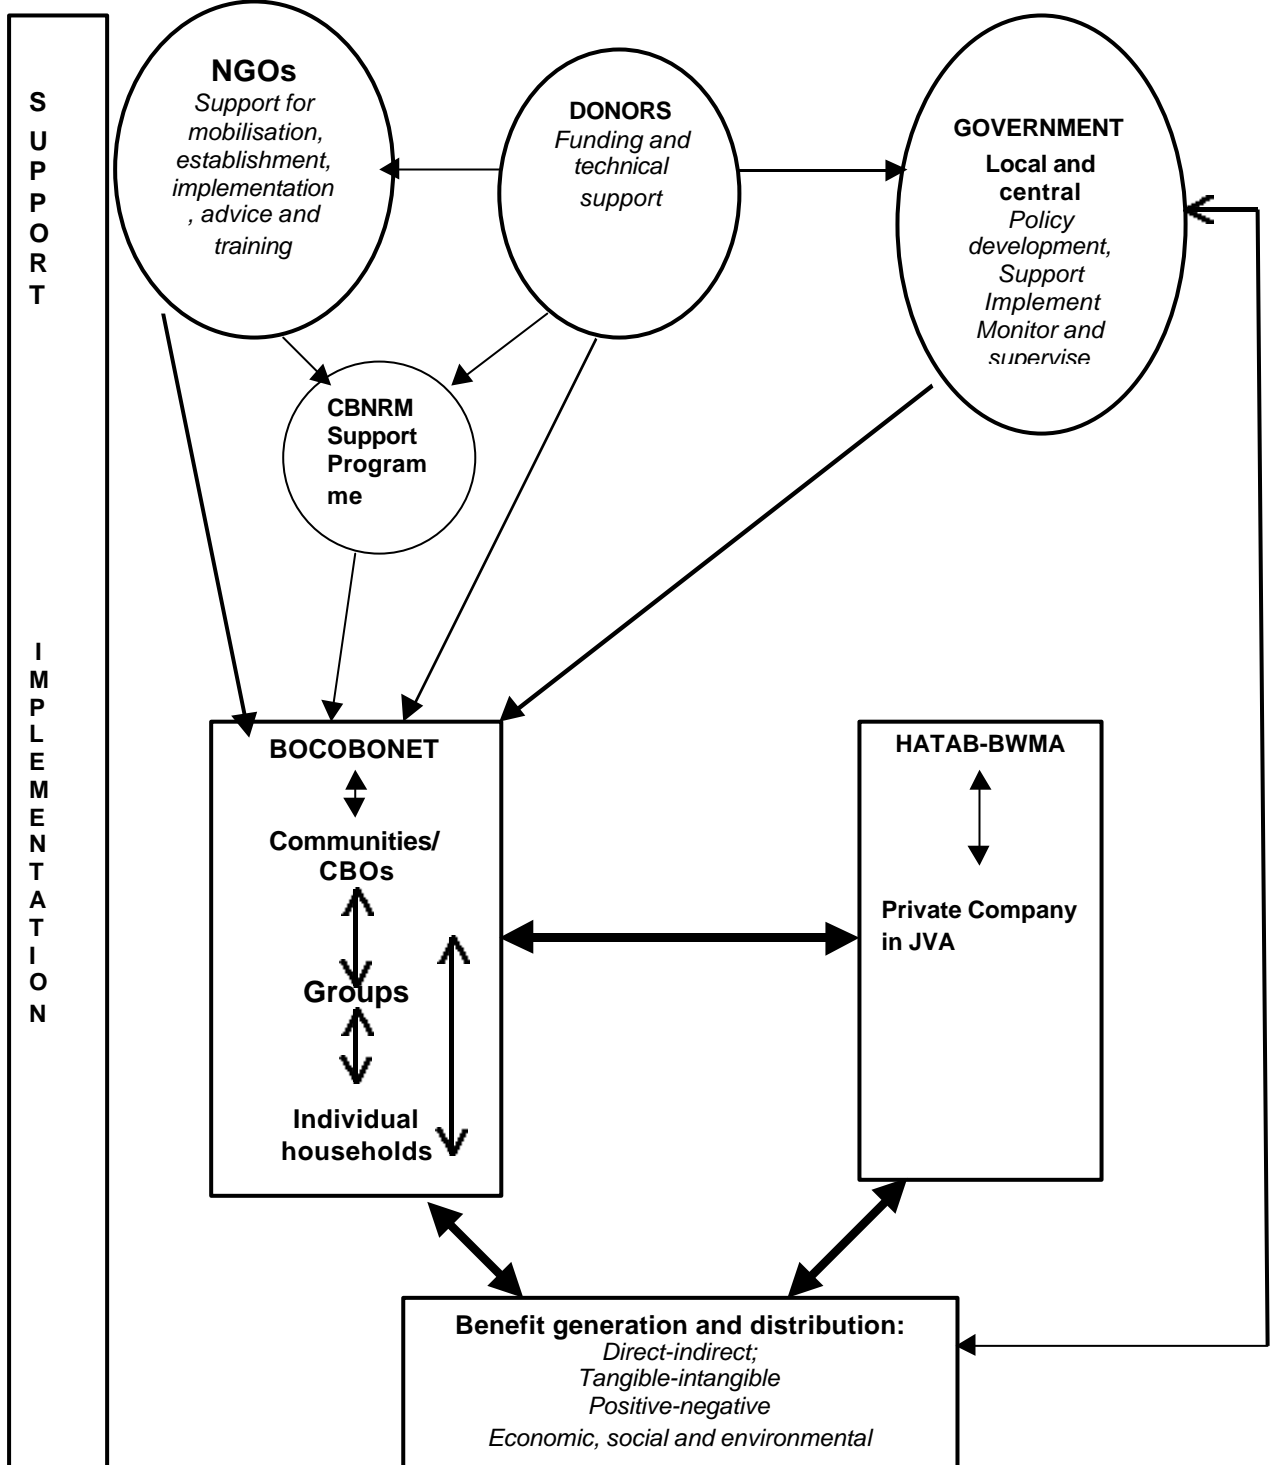 S
U
P
P
O
R
T
I
M
P
L
E
M
E
N
T
A
T
I
O
N
NGOs
Support for
mobilisation,
establishment,
implementation
, advice and
training
DONORS
Funding and
technical
support
GOVERNMENT
Local and
central
Policy
development,
Support
Implement
Monitor and
supervise
CBNRM
Support
Program
me
BOCOBONET
Communities/
CBOs
Groups
Individual
households
HATAB-BWMA
Private Company
in JVA
Benefit generation and distribution:
Direct-indirect;
Tangible-intangible
Positive-negative
Economic, social and environmental